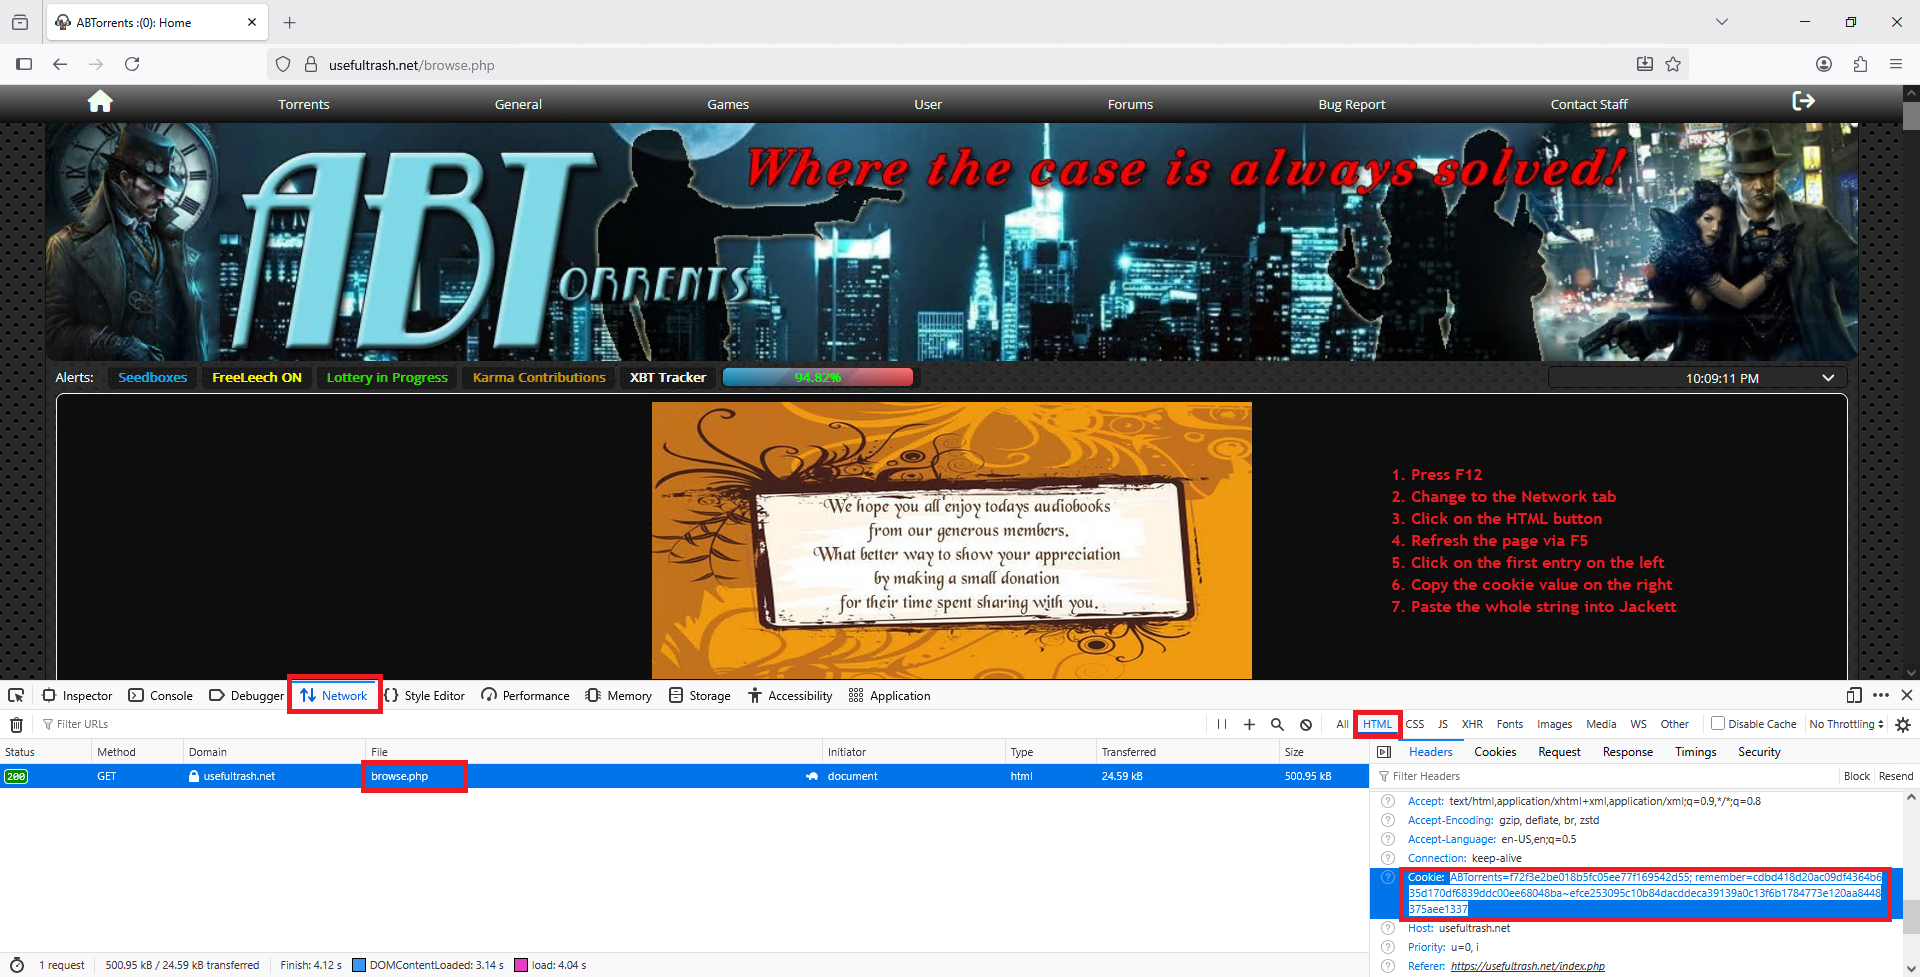 ABTorrents :(0): Home
usefultrash.net/browse.php
Torrents General Games User Forums Bug Report Contact Staff
ABTORRENTS
Where the case is always solved!
Alerts: Seedboxes FreeLeech ON Lottery in Progress Karma Contributions XBT Tracker 94.82% 10:09:11 PM
We hope you all enjoy todays audiobooks
from our generous members.
What better way to show your appreciation
by making a small donation
for their time spent sharing with you.
1. Press F12
2. Change to the Network tab
3. Click on the HTML button
4. Refresh the page via F5
5. Click on the first entry on the left
6. Copy the cookie value on the right
7. Paste the whole string into Jackett
Inspector Console Debugger Network Style Editor Performance Memory Storage Accessibility Application
Filter URLs All HTML CSS JS XHR Fonts Images Media WS Other Disable Cache No Throttling
Status Method Domain File Initiator Type Transferred Size
200 GET usefultrash.net browse.php document html 24.59 kB 500.95 kB
Headers Cookies Request Response Timings Security
Filter Headers Block Resend
Accept: text/html,application/xhtml+xml,application/xml;q=0.9,*/*;q=0.8
Accept-Encoding: gzip, deflate, br, zstd
Accept-Language: en-US,en;q=0.5
Connection: keep-alive
Cookie: ABTorrents=f72f3e2be018b5fc05ee77f169542d55; remember=cdbd418d20ac09df4364b6
35d170df6839ddc00ee68048ba~efce253095c10b84dacddeca39139a0c13f6b1784773e120aa8448
375aee1337
Host: usefultrash.net
Priority: u=0, i
Referer: https://usefultrash.net/index.php
1 request 500.95 kB / 24.59 kB transferred Finish: 4.12 s DOMContentLoaded: 3.14 s load: 4.04 s